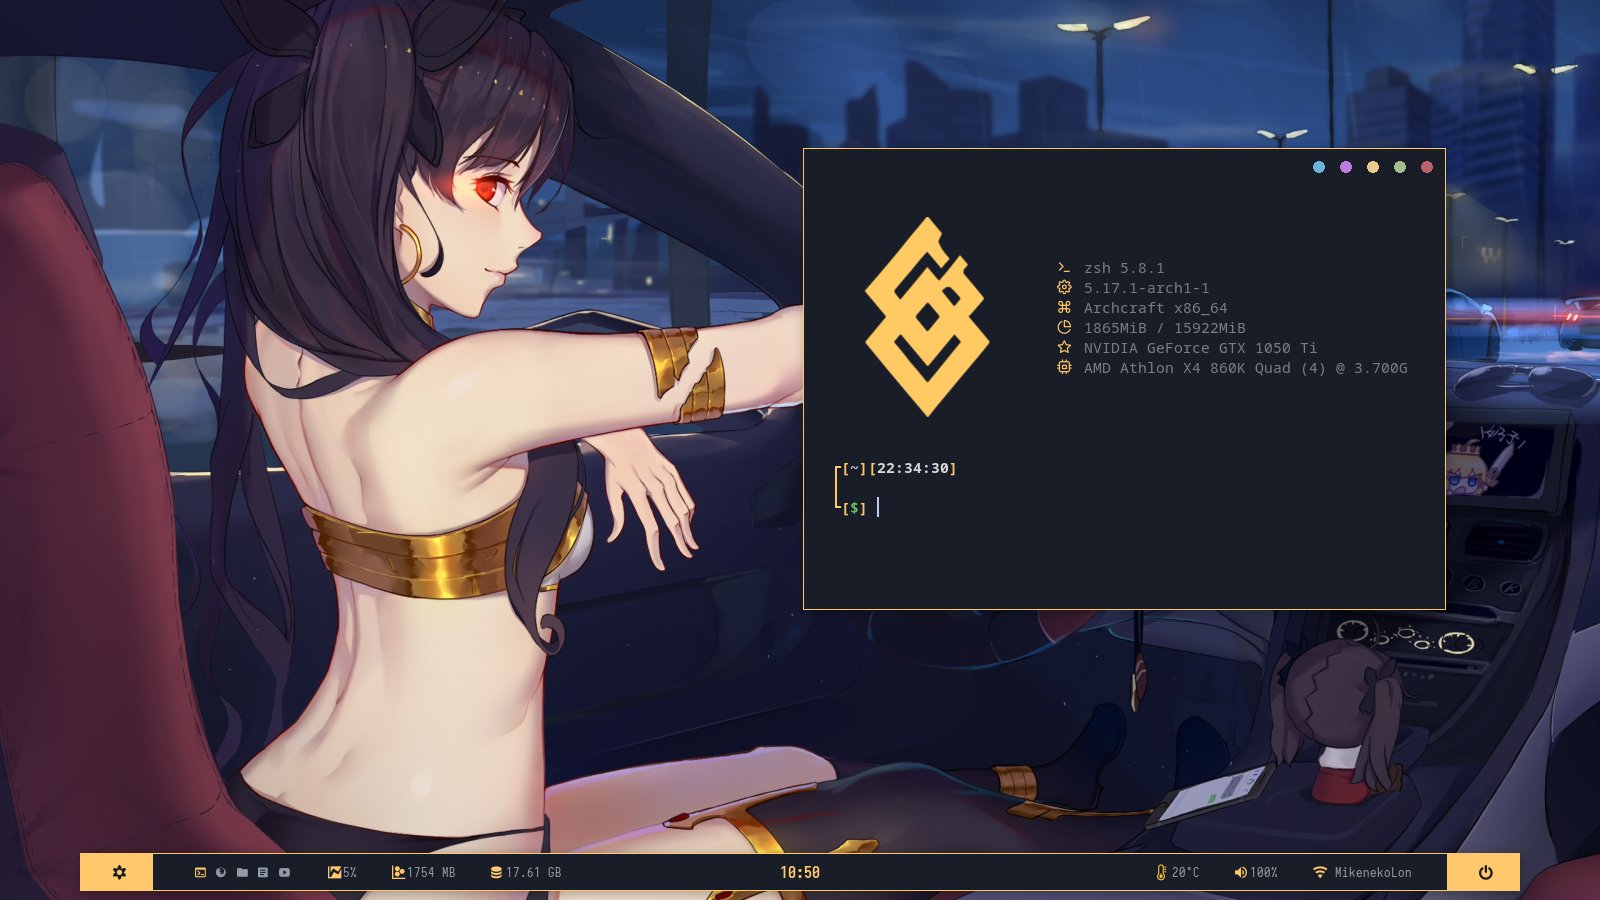 zsh 5.8.1
5.17.1-arch1-1
Archcraft x86_64
1865MiB / 15922MiB
NVIDIA GeForce GTX 1050 Ti
AMD Athlon X4 860K Quad (4) @ 3.700G
[~][22:34:30]
[$]
5% 1754 MB 17.61 GB 10:50 20°C 100% MikenekoLon